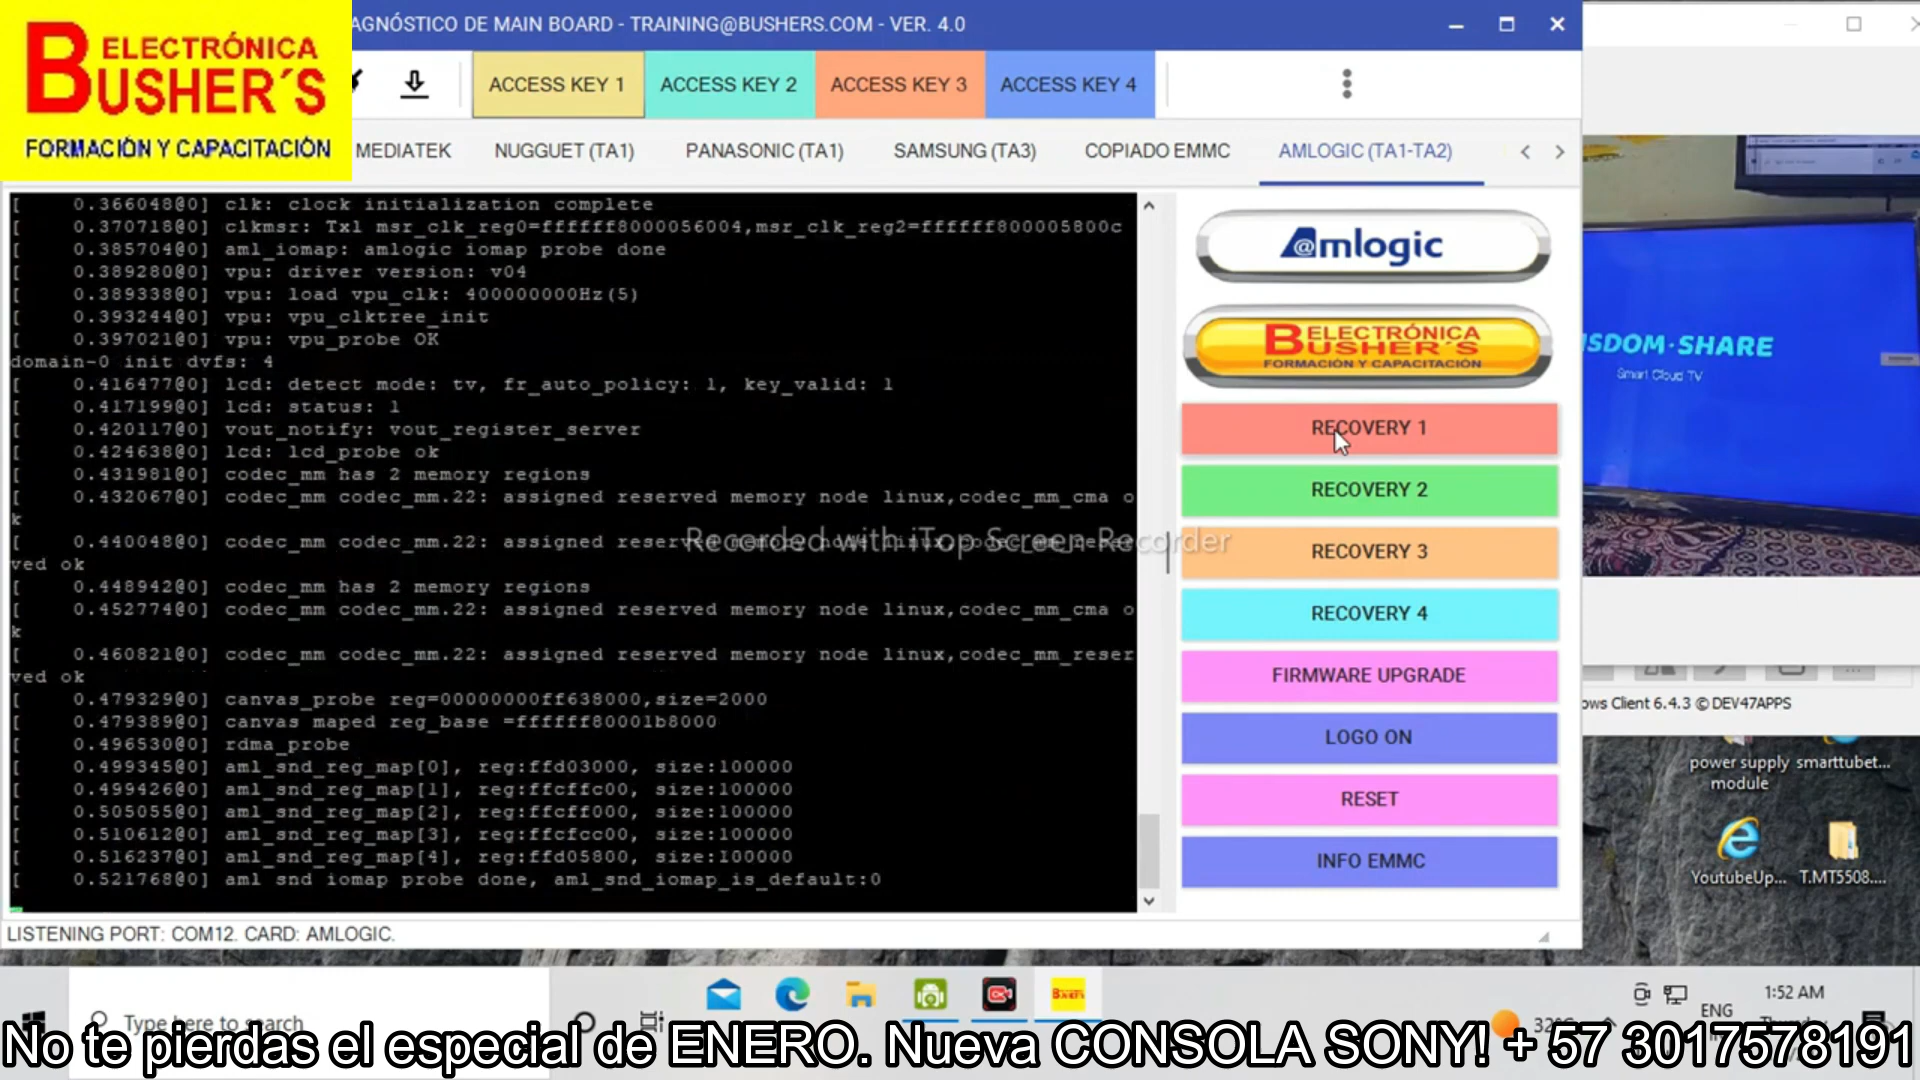 ELECTRÓNICA
BUSHER´S
FORMACIÓN Y CAPACITACIÓN
AGNÓSTICO DE MAIN BOARD - TRAINING@BUSHERS.COM - VER. 4.0
ACCESS KEY 1
ACCESS KEY 2
ACCESS KEY 3
ACCESS KEY 4
MEDIATEK
NUGGUET (TA1)
PANASONIC (TA1)
SAMSUNG (TA3)
COPIADO EMMC
AMLOGIC (TA1-TA2)
[ 0.366048@0] clk: clock initialization complete
[ 0.370718@0] clkmsr: Txl msr_clk_reg0=ffffff8000056004,msr_clk_reg2=ffffff800005800c
[ 0.385704@0] aml_iomap: amlogic iomap probe done
[ 0.389280@0] vpu: driver version: v04
[ 0.389338@0] vpu: load vpu_clk: 400000000Hz(5)
[ 0.393244@0] vpu: vpu_clktree_init
[ 0.397021@0] vpu: vpu_probe OK
domain-0 init dvfs: 4
[ 0.416477@0] lcd: detect mode: tv, fr_auto_policy: 1, key_valid: 1
[ 0.417199@0] lcd: status: 1
[ 0.420117@0] vout_notify: vout_register_server
[ 0.424638@0] lcd: lcd_probe ok
[ 0.431981@0] codec_mm has 2 memory regions
[ 0.432067@0] codec_mm codec_mm.22: assigned reserved memory node linux,codec_mm_cma o
k
[ 0.440048@0] codec_mm codec_mm.22: assigned reserved memory node linux,codec_mm_reser
ved ok
[ 0.448942@0] codec_mm has 2 memory regions
[ 0.452774@0] codec_mm codec_mm.22: assigned reserved memory node linux,codec_mm_cma o
k
[ 0.460821@0] codec_mm codec_mm.22: assigned reserved memory node linux,codec_mm_reser
ved ok
[ 0.479329@0] canvas_probe reg=00000000ff638000,size=2000
[ 0.479389@0] canvas maped reg_base =ffffff80001b8000
[ 0.496530@0] rdma_probe
[ 0.499345@0] aml_snd_reg_map[0], reg:ffd03000, size:100000
[ 0.499426@0] aml_snd_reg_map[1], reg:ffcffc00, size:100000
[ 0.505055@0] aml_snd_reg_map[2], reg:ffcff000, size:100000
[ 0.510612@0] aml_snd_reg_map[3], reg:ffcfcc00, size:100000
[ 0.516237@0] aml_snd_reg_map[4], reg:ffd05800, size:100000
[ 0.521768@0] aml snd iomap probe done, aml_snd_iomap_is_default:0
Recorded with iTop Screen Recorder
@mlogic
BELECTRÓNICA
BUSHER´S
FORMACIÓN Y CAPACITACIÓN
RECOVERY 1
RECOVERY 2
RECOVERY 3
RECOVERY 4
FIRMWARE UPGRADE
LOGO ON
RESET
INFO EMMC
ISDOM·SHARE
Smart Cloud TV
ows Client 6.4.3 © DEV47APPS
power supply
module
smarttubet...
YoutubeUp...
T.MT5508....
LISTENING PORT: COM12. CARD: AMLOGIC.
Type here to search
ENG
1:52 AM
No te pierdas el especial de ENERO. Nueva CONSOLA SONY! + 57 3017578191